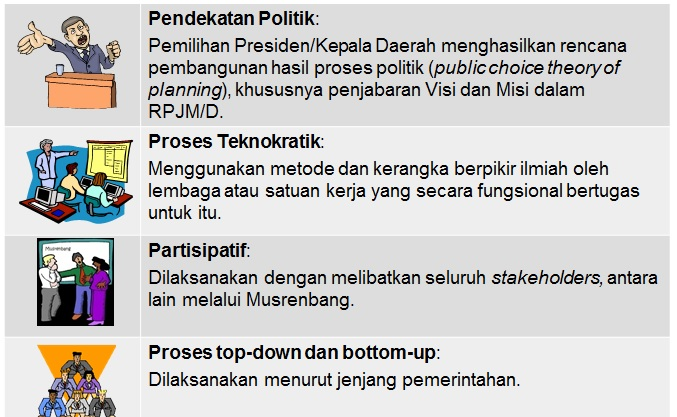 Pendekatan Politik:
Pemilihan Presiden/Kepala Daerah menghasilkan rencana
pembangunan hasil proses politik (public choice theory of
planning), khususnya penjabaran Visi dan Misi dalam
RPJM/D.
Proses Teknokratik:
Menggunakan metode dan kerangka berpikir ilmiah oleh
lembaga atau satuan kerja yang secara fungsional bertugas
untuk itu.
Musrenbang
Partisipatif:
Dilaksanakan dengan melibatkan seluruh stakeholders, antara
lain melalui Musrenbang.
Proses top-down dan bottom-up:
Dilaksanakan menurut jenjang pemerintahan.